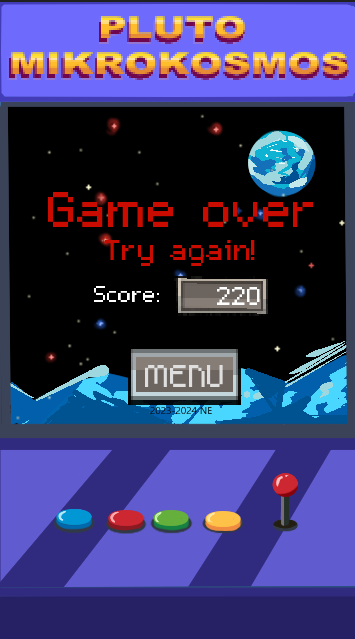 PLUTO
MIKROKOSMOS
Game over
Try again!
Score: 220
MENU
2023-2024 NE